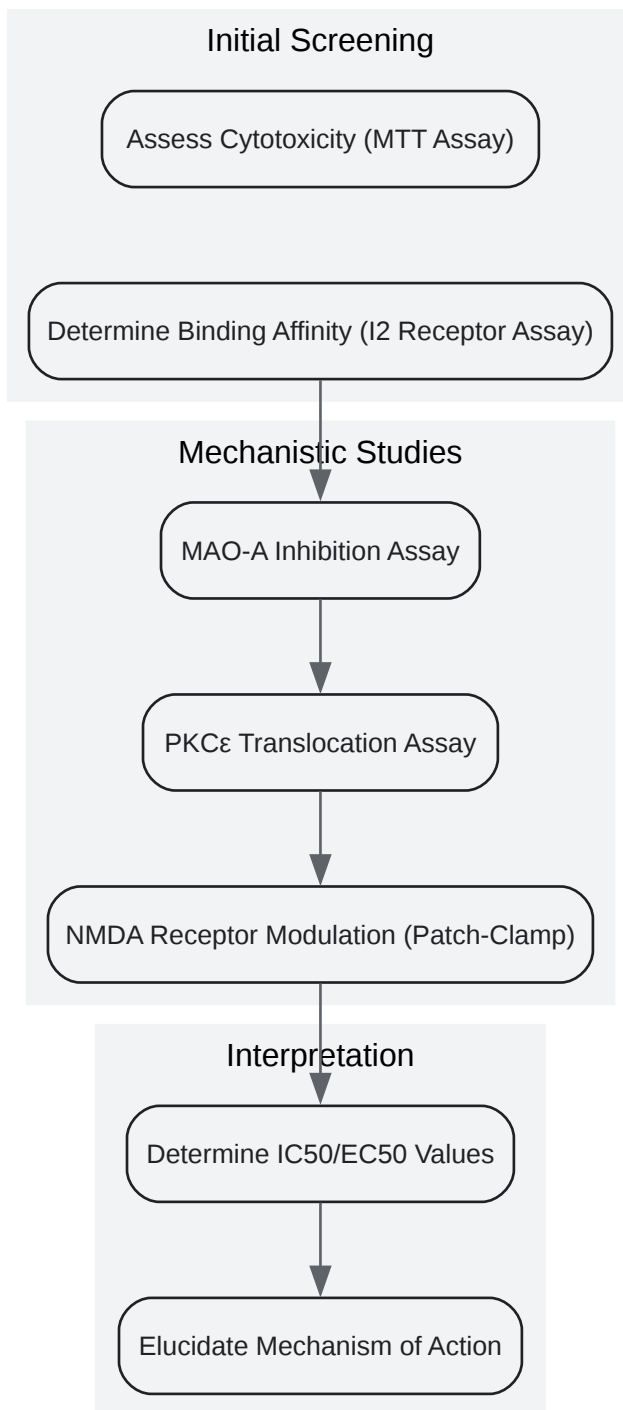 Initial Screening
Assess Cytotoxicity (MTT Assay)
Determine Binding Affinity (I2 Receptor Assay)
Mechanistic Studies
MAO-A Inhibition Assay
PKCε Translocation Assay
NMDA Receptor Modulation (Patch-Clamp)
Interpretation
Determine IC50/EC50 Values
Elucidate Mechanism of Action